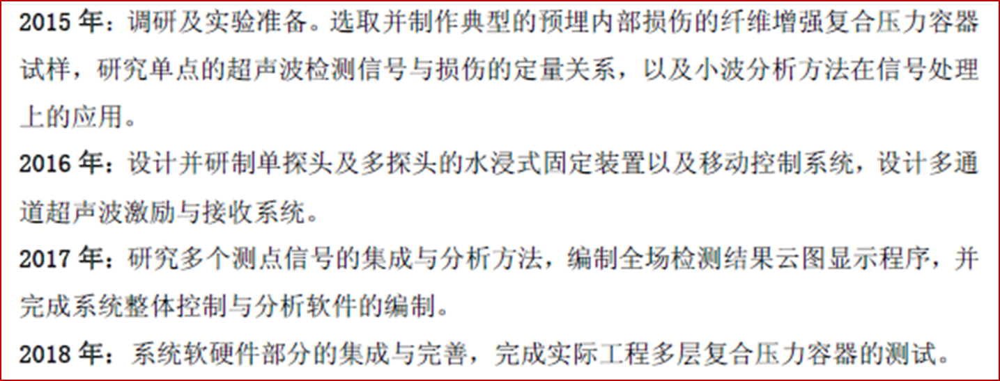 2015 年：调研及实验准备。选取并制作典型的预埋内部损伤的纤维增强复合压力容器
试样，研究单点的超声波检测信号与损伤的定量关系，以及小波分析方法在信号处理
上的应用。
2016 年：设计并研制单探头及多探头的水浸式固定装置以及移动控制系统，设计多通
道超声波激励与接收系统。
2017 年：研究多个测点信号的集成与分析方法，编制全场检测结果云图显示程序，并
完成系统整体控制与分析软件的编制。
2018 年：系统软硬件部分的集成与完善，完成实际工程多层复合压力容器的测试。